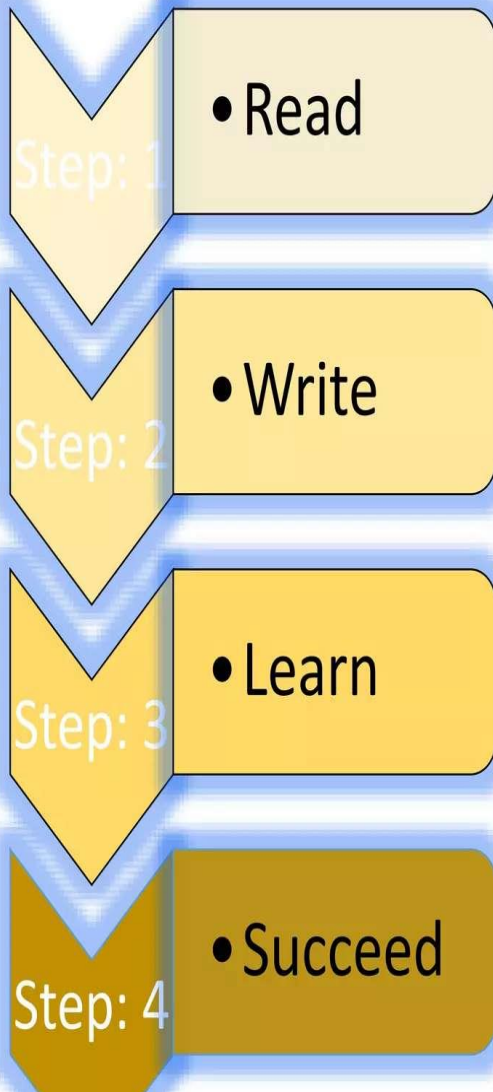 Step: 1
• Read
Step: 2
• Write
Step: 3
• Learn
Step: 4
• Succeed